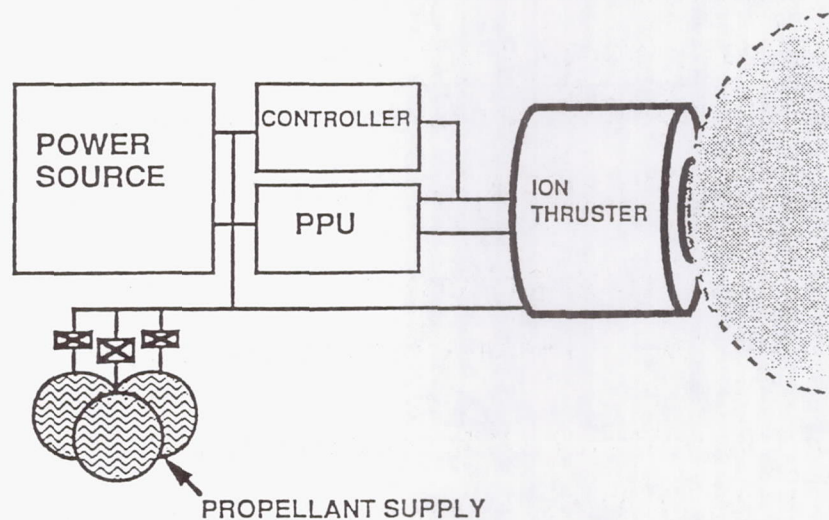 POWER
SOURCE
CONTROLLER
PPU
ION
THRUSTER
PROPELLANT SUPPLY